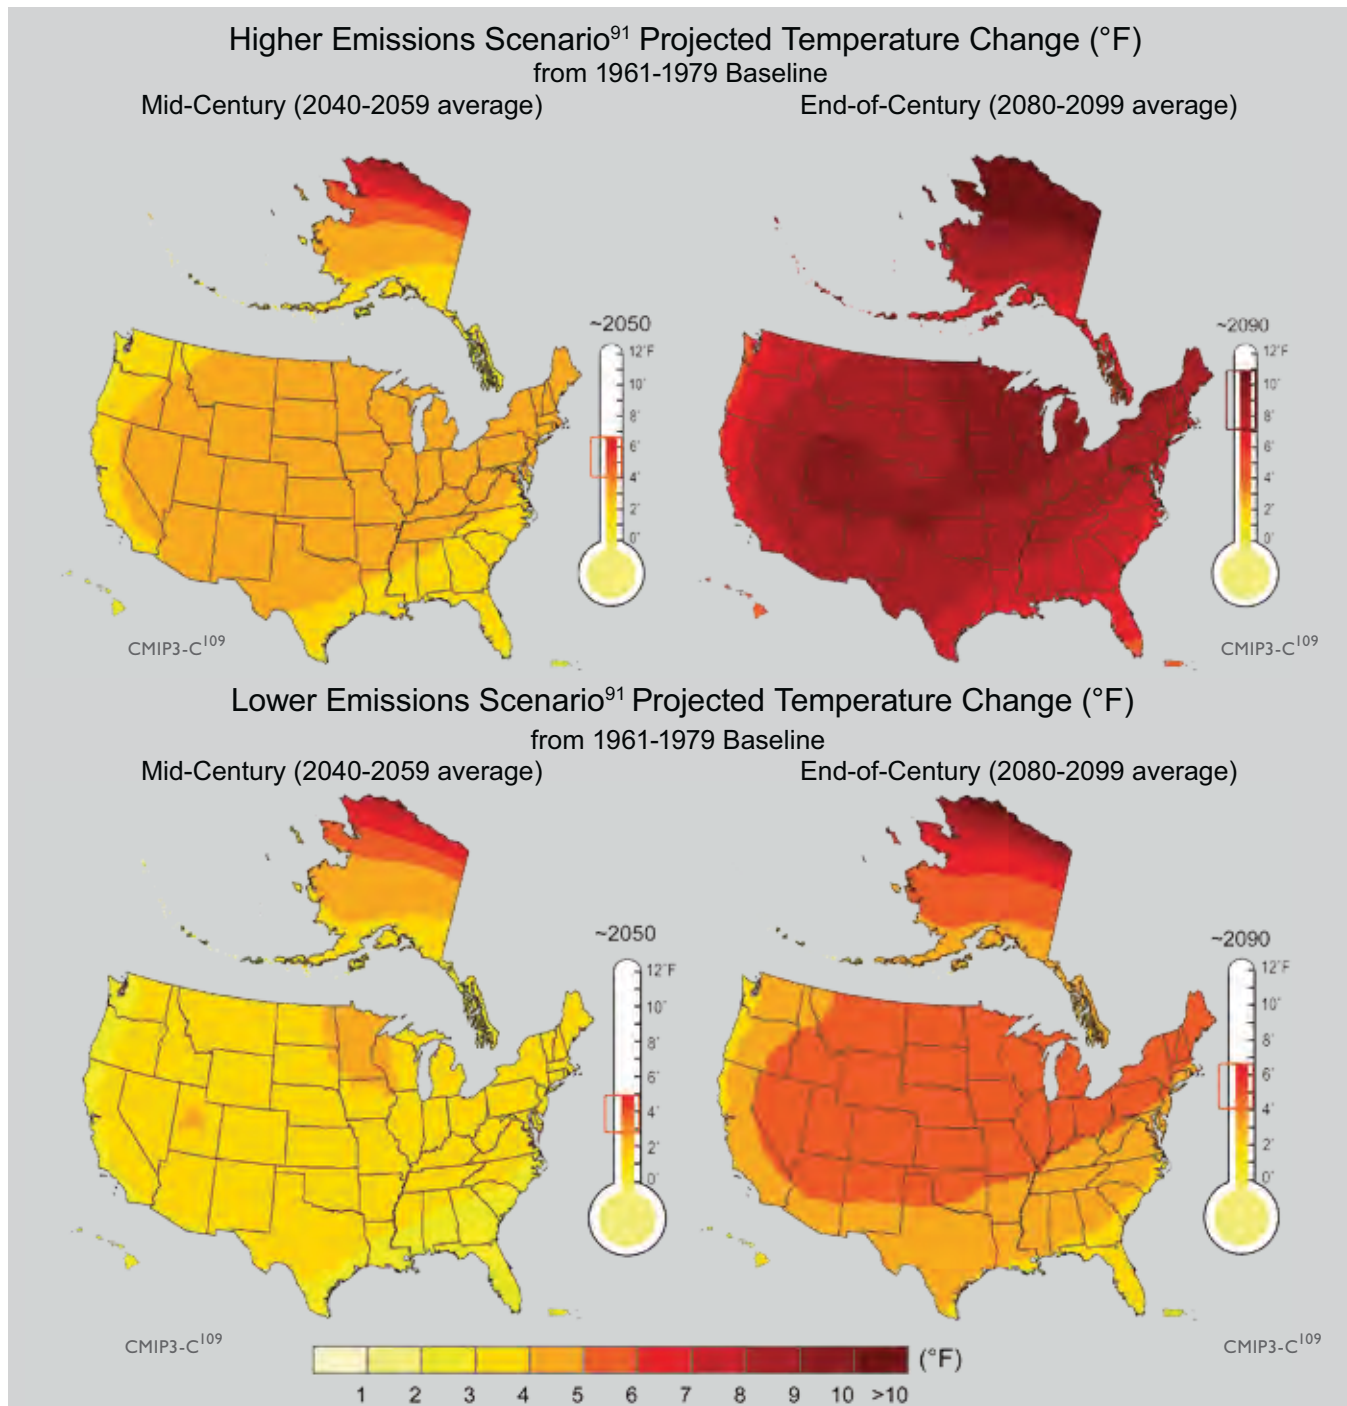 Higher Emissions Scenario91 Projected Temperature Change (°F)
from 1961-1979 Baseline
Mid-Century (2040-2059 average)
End-of-Century (2080-2099 average)
~2050
12°F
10°
8°
6°
4°
2°
0°
~2090
12°F
10°
8°
6°
4°
2°
0°
CMIP3-C109
CMIP3-C109
Lower Emissions Scenario91 Projected Temperature Change (°F)
from 1961-1979 Baseline
Mid-Century (2040-2059 average)
End-of-Century (2080-2099 average)
~2050
12°F
10°
8°
6°
4°
2°
0°
~2090
12°F
10°
8°
6°
4°
2°
0°
CMIP3-C109
CMIP3-C109
(°F)
1 2 3 4 5 6 7 8 9 10 >10